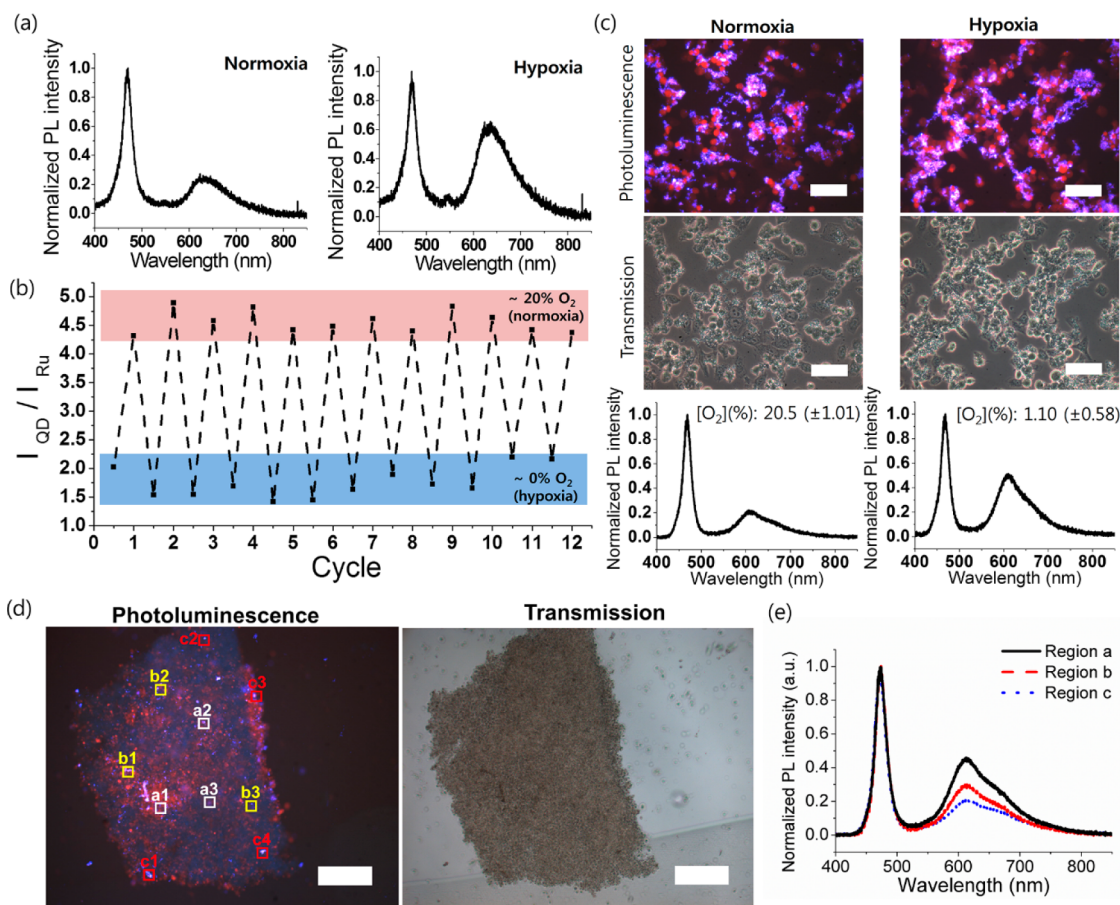 (a)
Normalized PL intensity
1.0
0.8
0.6
0.4
0.2
0.0
Normoxia
400 500 600 700 800
Wavelength (nm)
Normalized PL intensity
1.0
0.8
0.6
0.4
0.2
0.0
Hypoxia
400 500 600 700 800
Wavelength (nm)
(b)
I QD / I Ru
5.0
4.5
4.0
3.5
3.0
2.5
2.0
1.5
1.0
~ 20% O2
(normoxia)
~ 0% O2
(hypoxia)
0 1 2 3 4 5 6 7 8 9 10 11 12
Cycle
(c)
Normoxia
Hypoxia
Photoluminescence
Transmission
Normalized PL intensity
1.0
0.8
0.6
0.4
0.2
0.0
[O2](%): 20.5 (±1.01)
400 500 600 700 800
Wavelength (nm)
Normalized PL intensity
1.0
0.8
0.6
0.4
0.2
0.0
[O2](%): 1.10 (±0.58)
400 500 600 700 800
Wavelength (nm)
(d)
Photoluminescence
Transmission
c2
b2
c3
a2
b1
a1
a3
b3
c4
c1
(e)
Normalized PL intensity (a.u.)
1.0
0.8
0.6
0.4
0.2
0.0
Region a
Region b
Region c
400 500 600 700 800
Wavelength (nm)